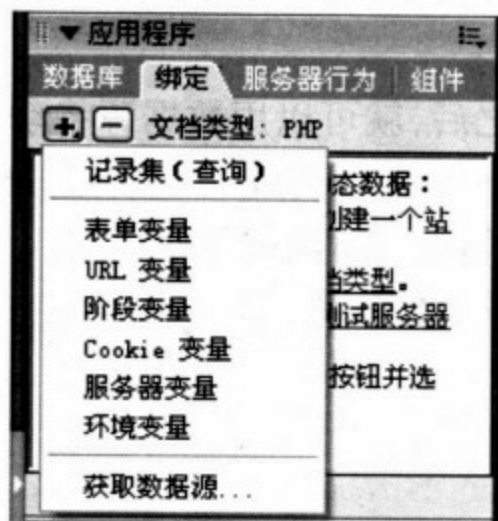 应用程序
数据库 绑定 服务器行为 组件
文档类型: PHP
记录集(查询)
态数据:
表单变量
创建一个站
URL 变量
档类型。
阶段变量
测试服务器
Cookie 变量
服务器变量
按钮并选
环境变量
获取数据源...